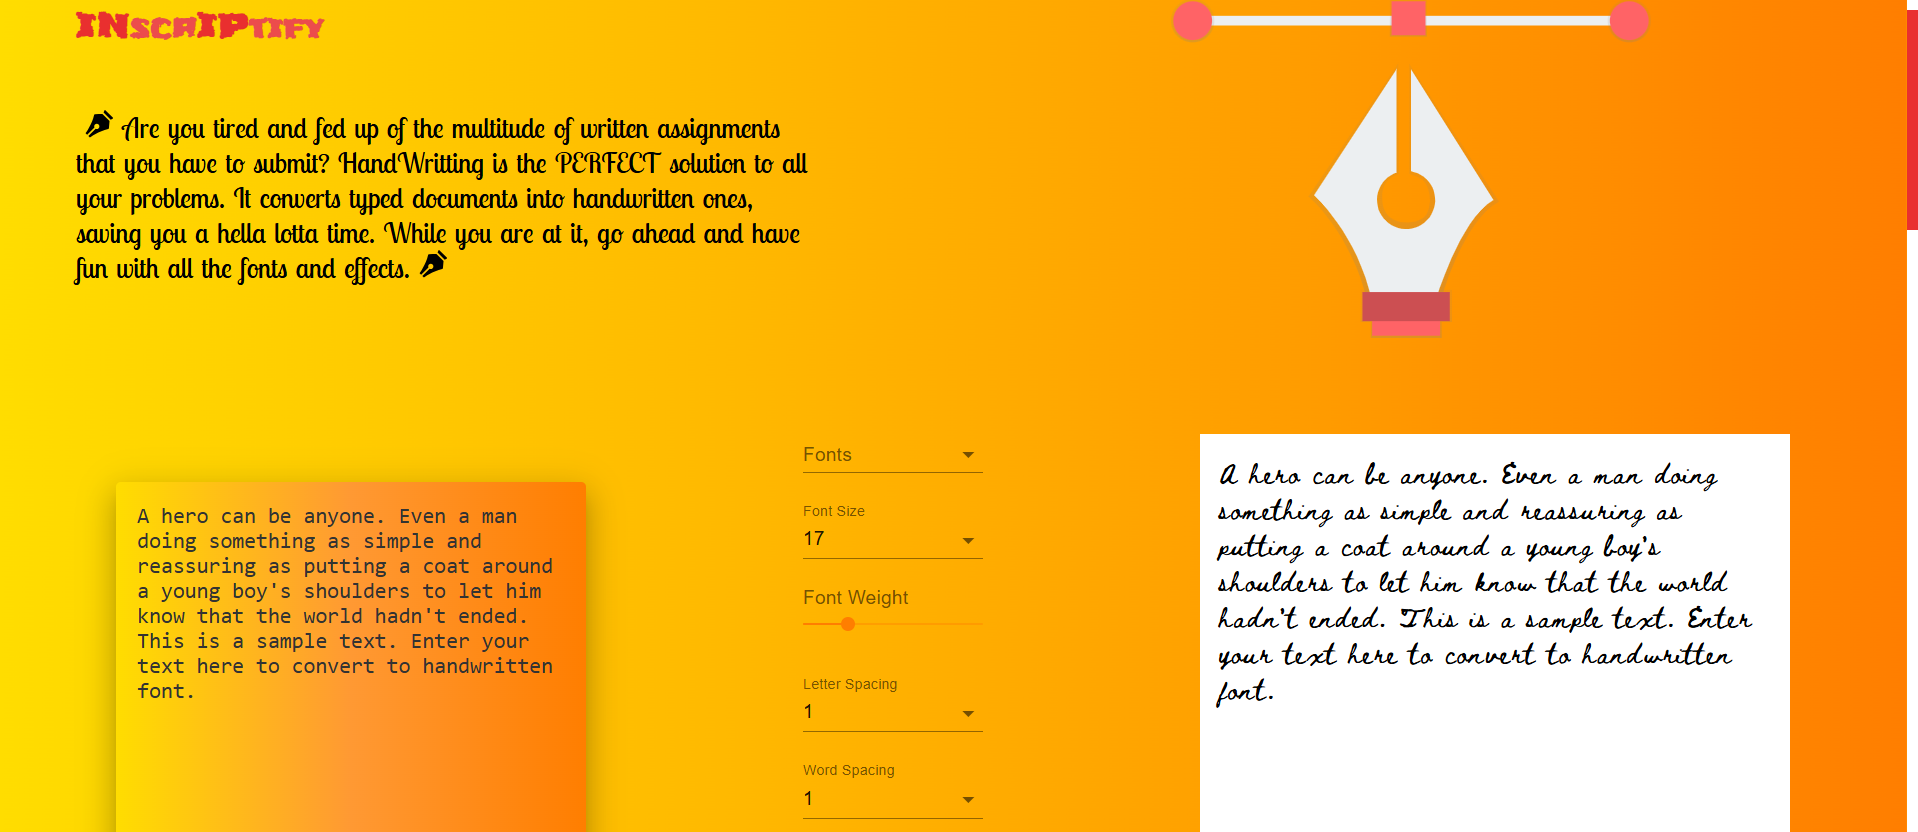 INSCRIPTIFY
Are you tired and fed up of the multitude of written assignments
that you have to submit? HandWritting is the PERFECT solution to all
your problems. It converts typed documents into handwritten ones,
saving you a hella lotta time. While you are at it, go ahead and have
fun with all the fonts and effects.
A hero can be anyone. Even a man
doing something as simple and
reassuring as putting a coat around
a young boy's shoulders to let him
know that the world hadn't ended.
This is a sample text. Enter your
text here to convert to handwritten
font.
Fonts
Font Size
17
Font Weight
Letter Spacing
1
Word Spacing
1
A hero can be anyone. Even a man doing
something as simple and reassuring as
putting a coat around a young boy's
shoulders to let him know that the world
hadn't ended. This is a sample text. Enter
your text here to convert to handwritten
font.